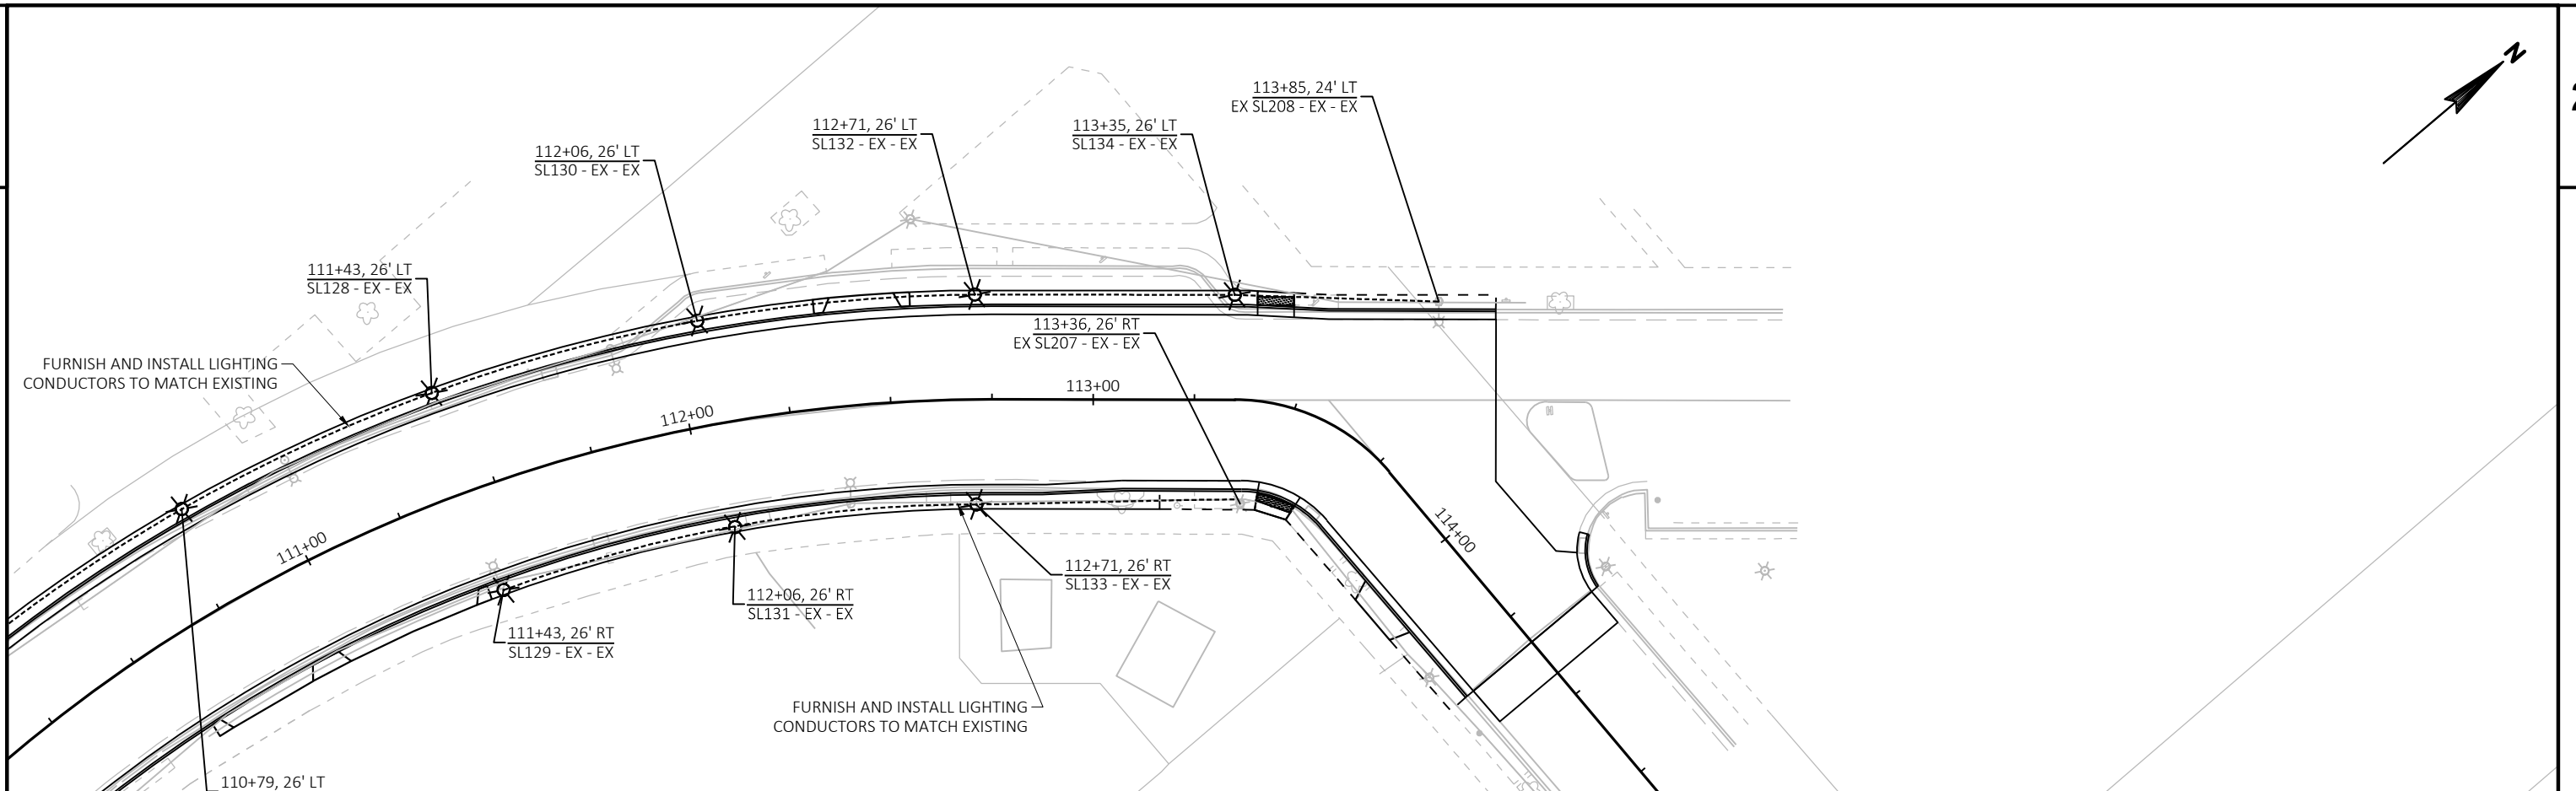 N
113+85, 24' LT
EX SL208 - EX - EX
112+71, 26' LT
SL132 - EX - EX
113+35, 26' LT
SL134 - EX - EX
112+06, 26' LT
SL130 - EX - EX
111+43, 26' LT
SL128 - EX - EX
113+36, 26' RT
EX SL207 - EX - EX
FURNISH AND INSTALL LIGHTING
CONDUCTORS TO MATCH EXISTING
113+00
112+00
111+00
114+00
112+71, 26' RT
SL133 - EX - EX
112+06, 26' RT
SL131 - EX - EX
111+43, 26' RT
SL129 - EX - EX
FURNISH AND INSTALL LIGHTING
CONDUCTORS TO MATCH EXISTING
110+79, 26' LT